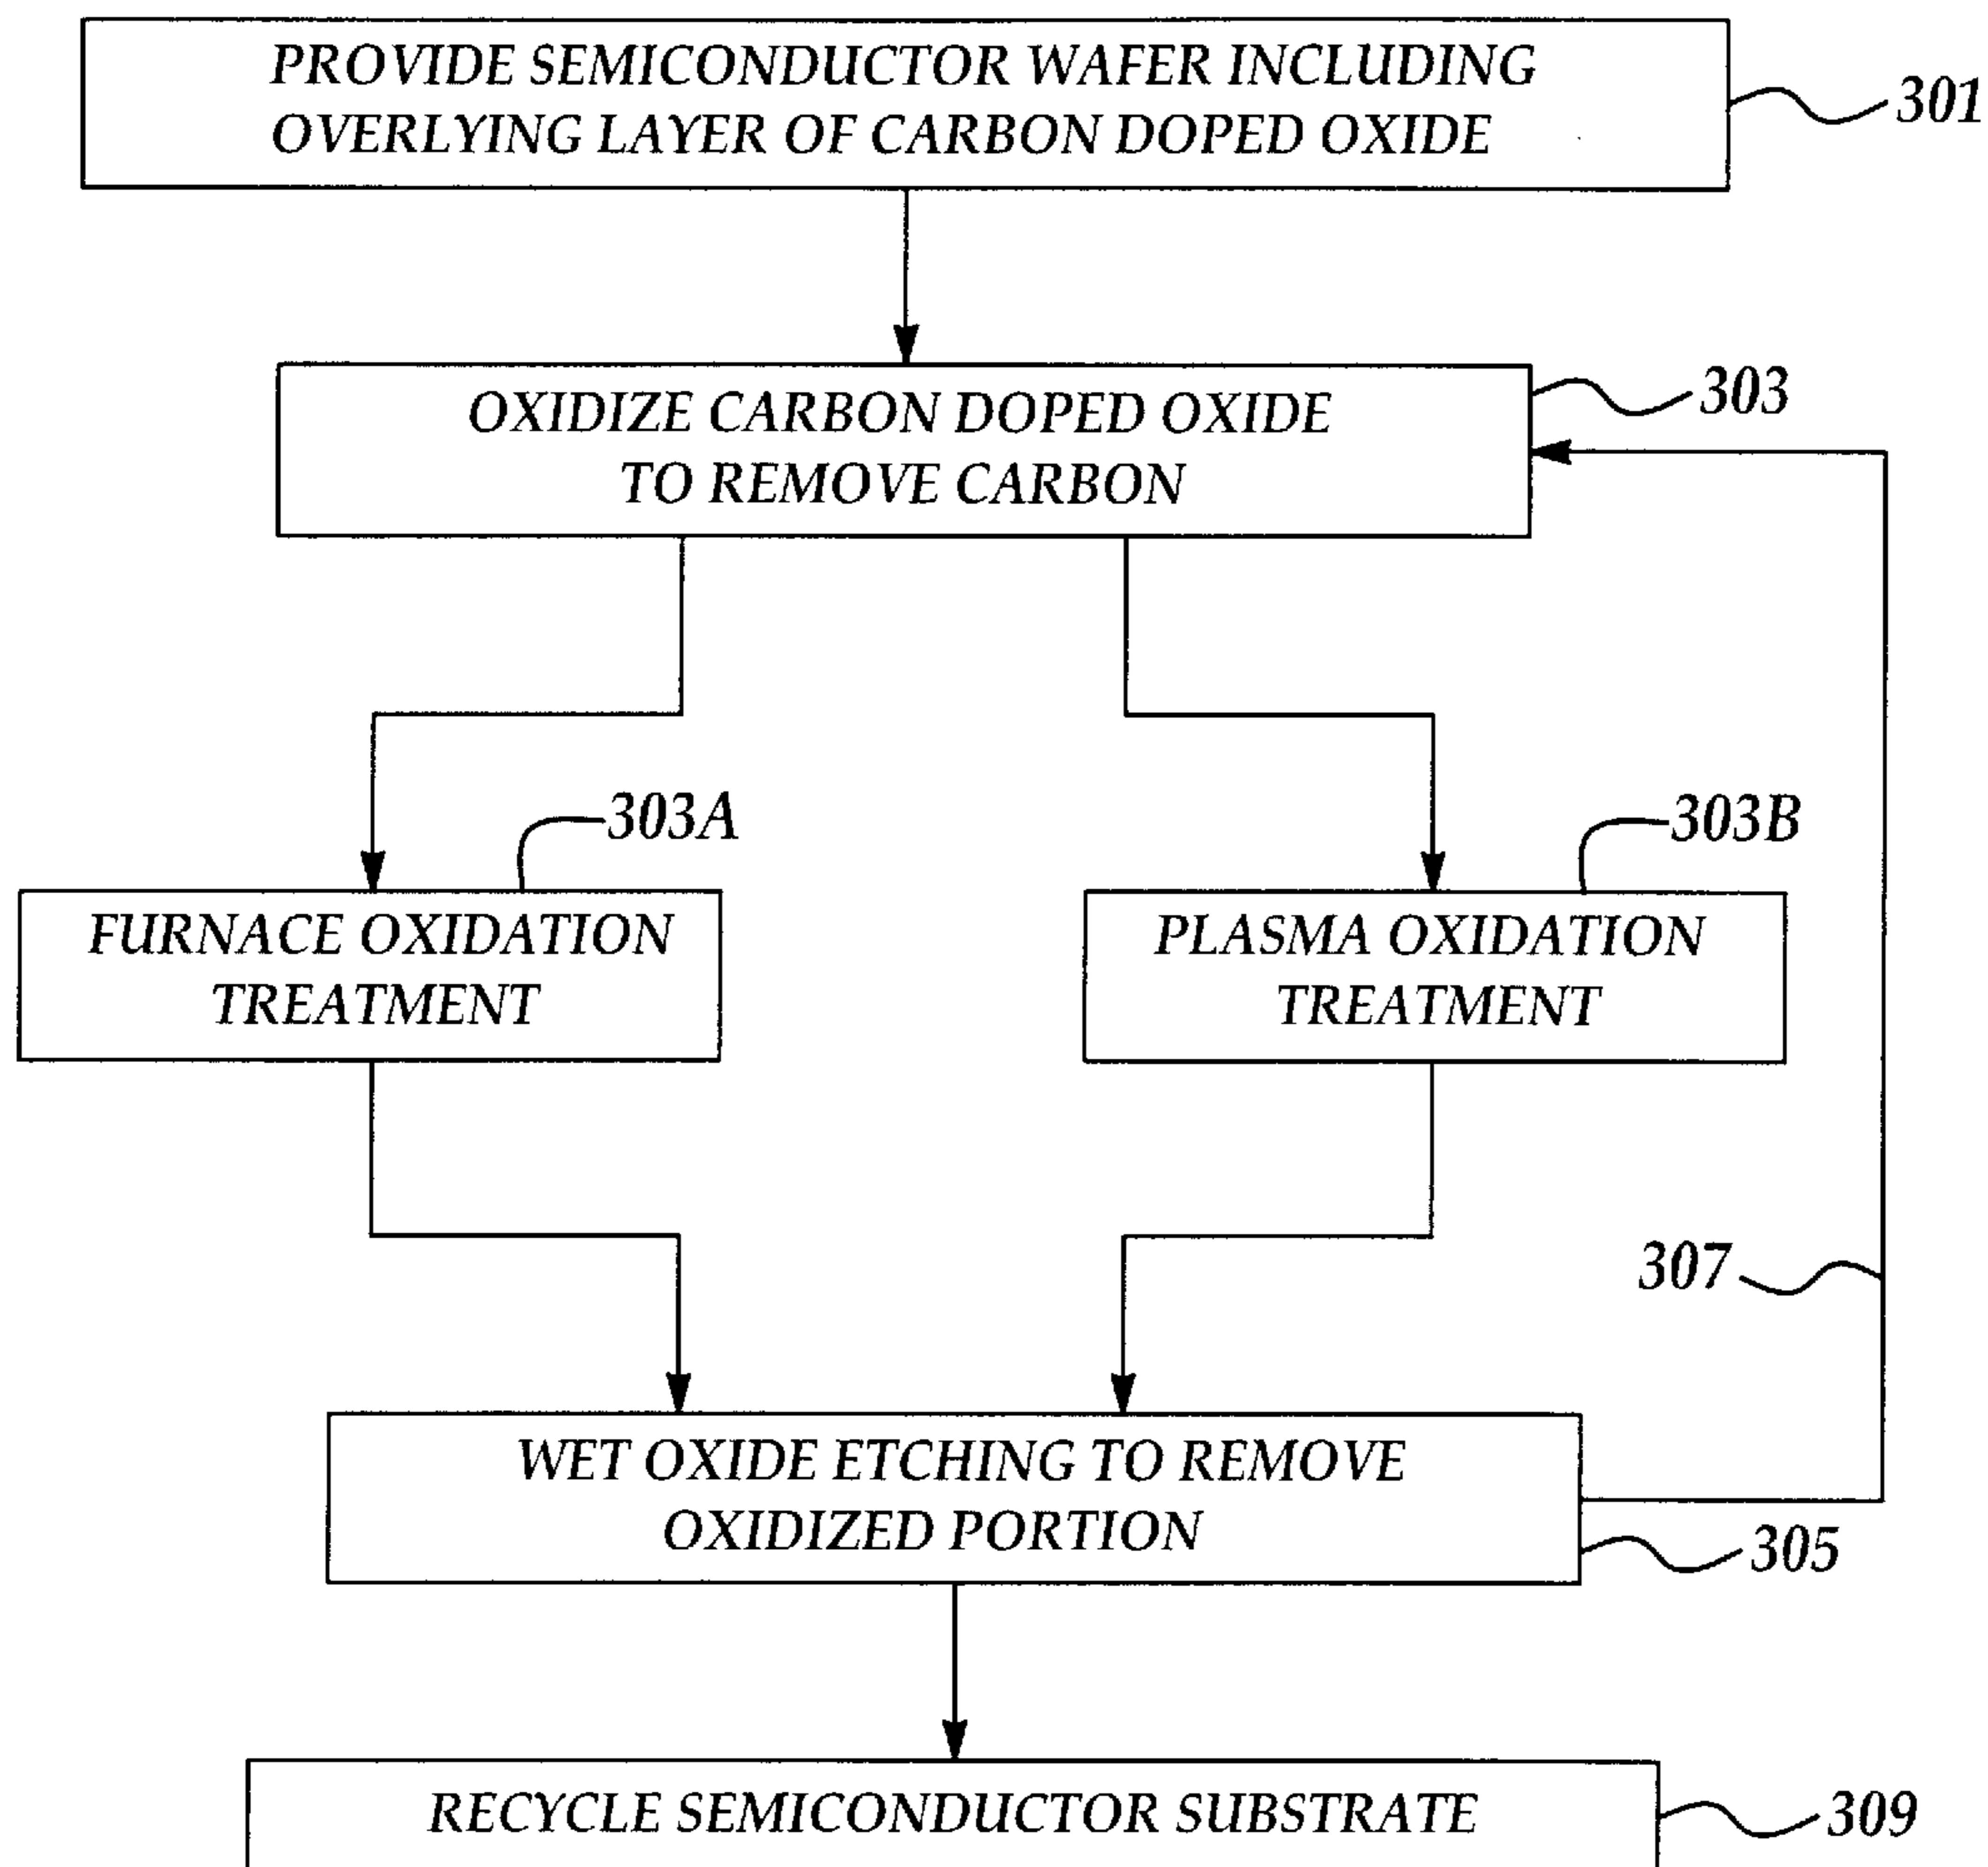 PROVIDE SEMICONDUCTOR WAFER INCLUDING
OVERLYING LAYER OF CARBON DOPED OXIDE
301
OXIDIZE CARBON DOPED OXIDE
TO REMOVE CARBON
303
303A
303B
FURNACE OXIDATION
TREATMENT
PLASMA OXIDATION
TREATMENT
307
WET OXIDE ETCHING TO REMOVE
OXIDIZED PORTION
305
RECYCLE SEMICONDUCTOR SUBSTRATE
309